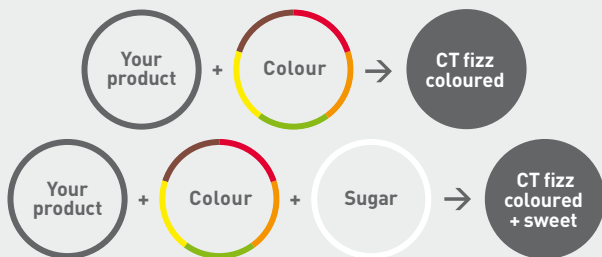 Your
product
+
Colour
→
CT fizz
coloured
Your
product
+
Colour
+
Sugar
→
CT fizz
coloured
+ sweet